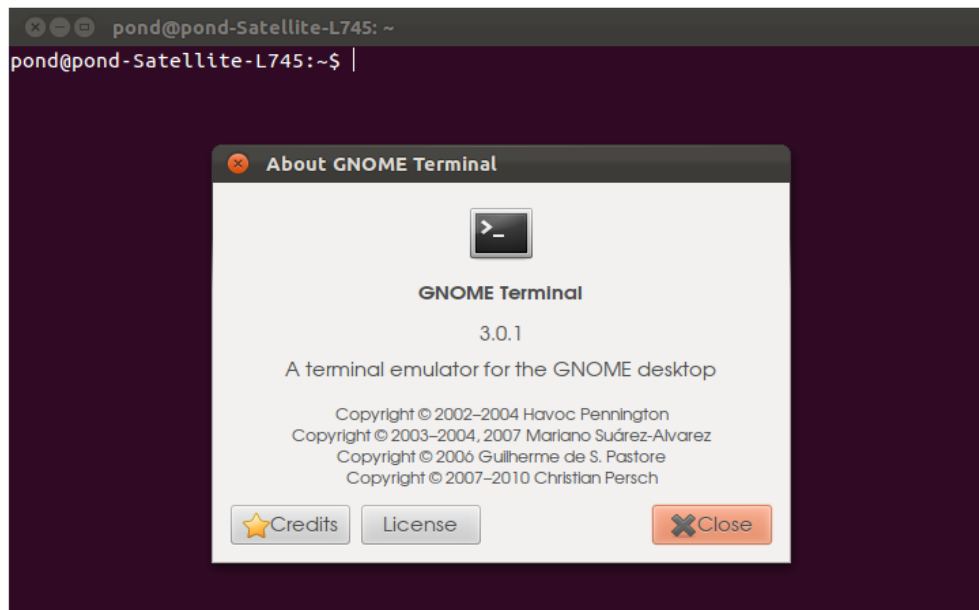 pond@pond-Satellite-L745: ~
pond@pond-Satellite-L745:~$
About GNOME Terminal
>_
GNOME Terminal
3.0.1
A terminal emulator for the GNOME desktop
Copyright © 2002–2004 Havoc Pennington
Copyright © 2003–2004, 2007 Mariano Suárez-Alvarez
Copyright © 2006 Guilherme de S. Pastore
Copyright © 2007–2010 Christian Persch
Credits License Close